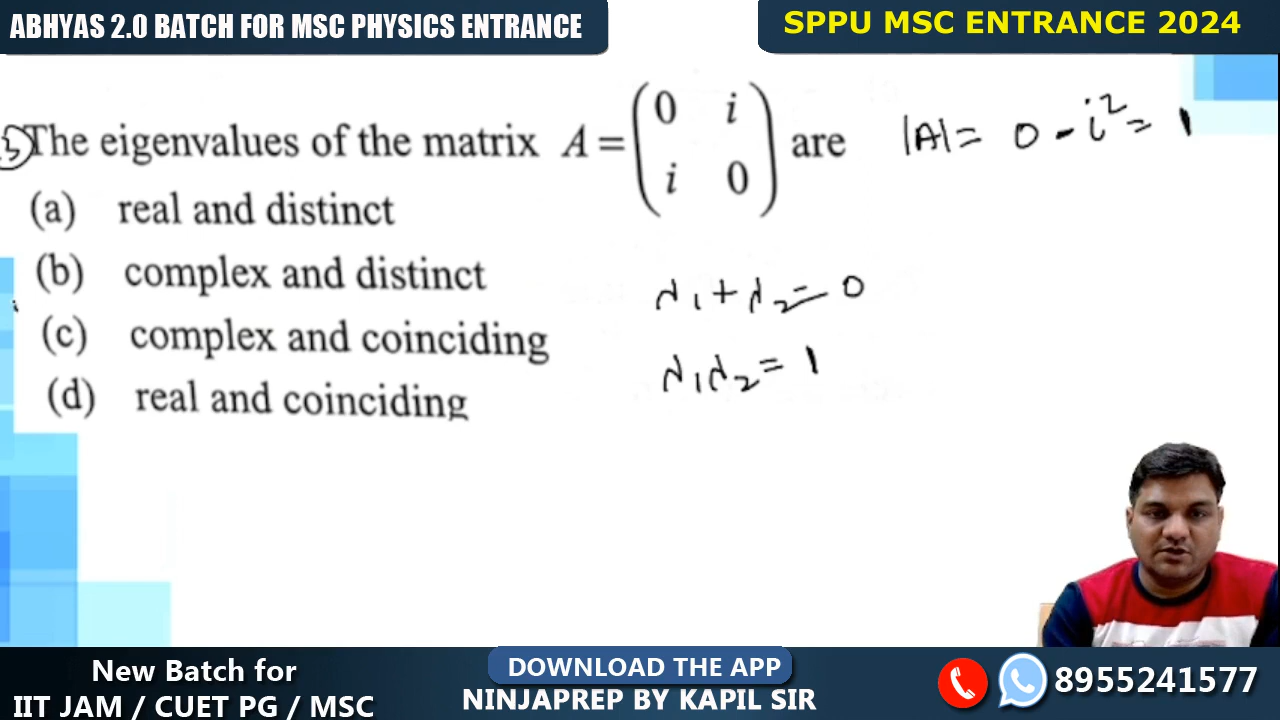 ABHYAS 2.0 BATCH FOR MSC PHYSICS ENTRANCE
SPPU MSC ENTRANCE 2024
The eigenvalues of the matrix A = (0 i
i 0) are
|A| = 0 - i² = 1
(a) real and distinct
(b) complex and distinct
(c) complex and coinciding
(d) real and coinciding
λ₁ + λ₂ = 0
λ₁λ₂ = 1
New Batch for
IIT JAM / CUET PG / MSC
DOWNLOAD THE APP
NINJAPREP BY KAPIL SIR
8955241577